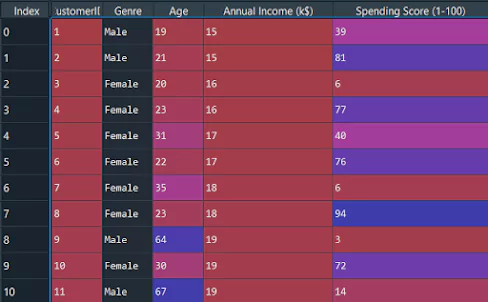 Index ustomerID Genre Age Annual Income (k$) Spending Score (1-100)
0 1 Male 19 15 39
1 2 Male 21 15 81
2 3 Female 20 16 6
3 4 Female 23 16 77
4 5 Female 31 17 40
5 6 Female 22 17 76
6 7 Female 35 18 6
7 8 Female 23 18 94
8 9 Male 64 19 3
9 10 Female 30 19 72
10 11 Male 67 19 14